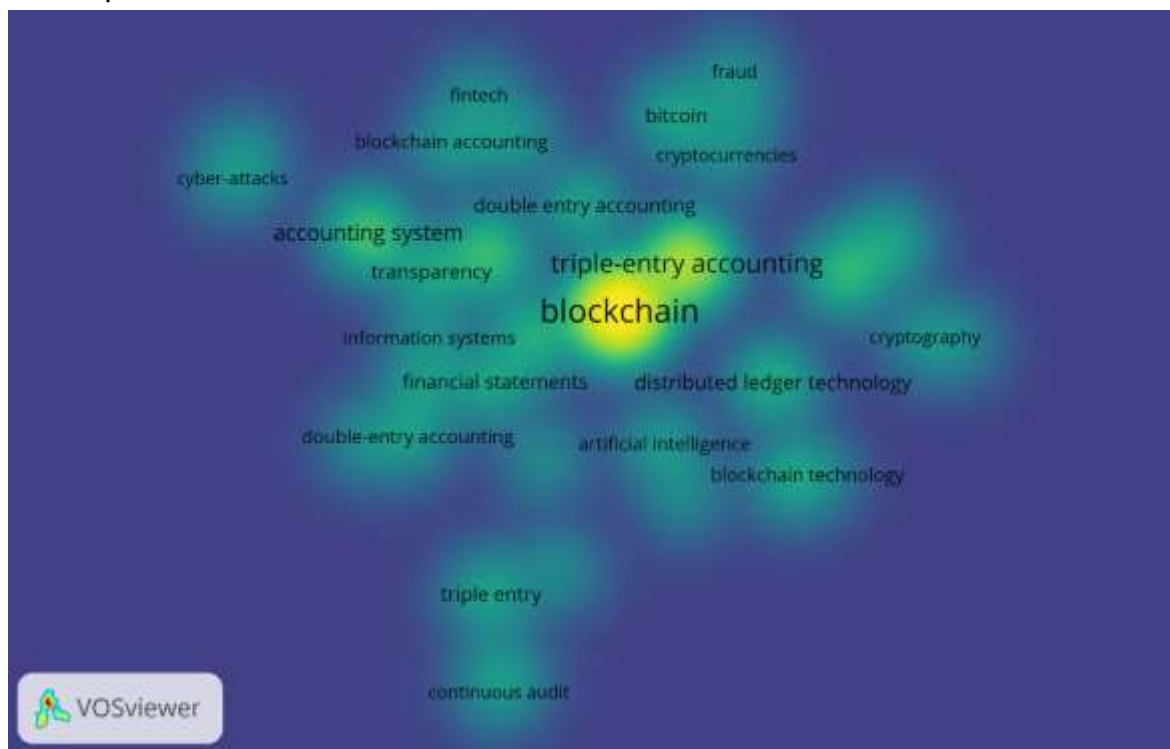 fraud
fintech
bitcoin
blockchain accounting
cryptocurrencies
cyber-attacks
double entry accounting
accounting system
triple-entry accounting
transparency
blockchain
information systems
cryptography
financial statements
distributed ledger technology
double-entry accounting
artificial intelligence
blockchain technology
triple entry
continuous audit
VOSviewer